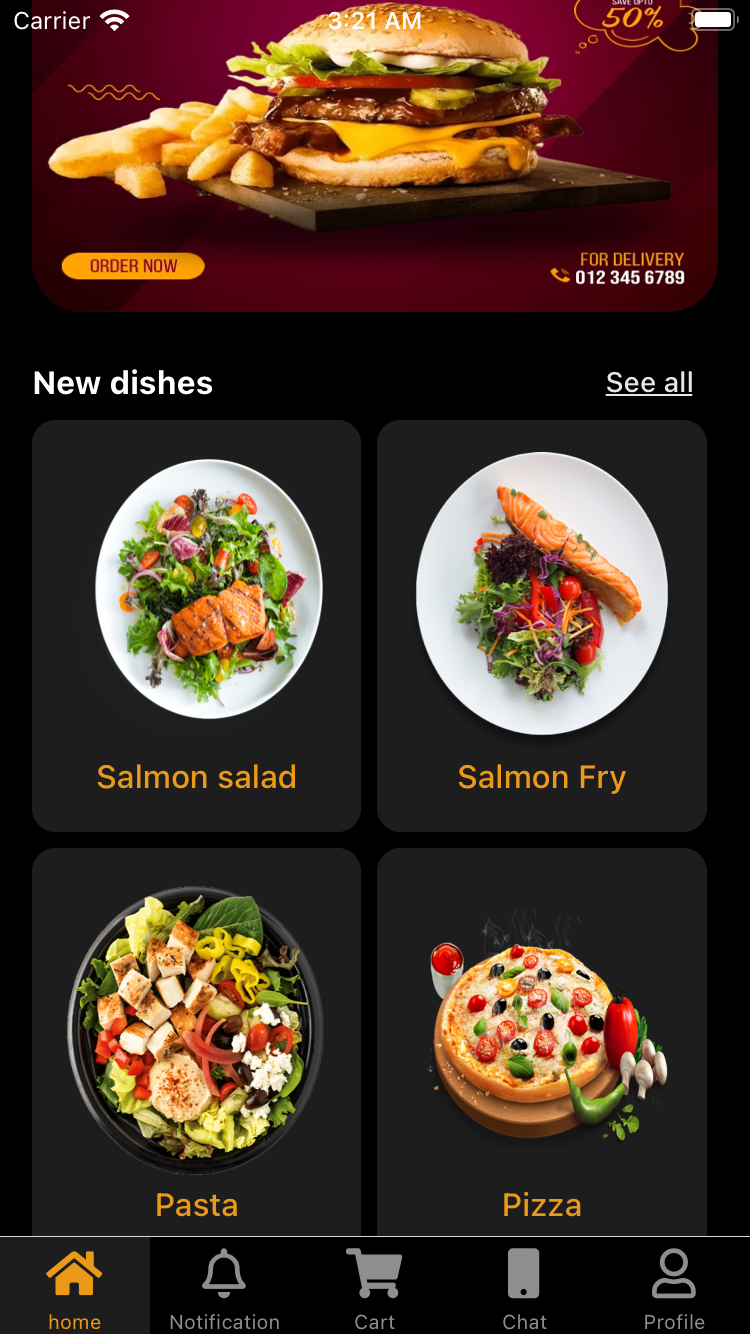 Carrier 3:21 AM
SAVE UPTO
50%
ORDER NOW
FOR DELIVERY
012 345 6789
New dishes See all
Salmon salad Salmon Fry
Pasta Pizza
home Notification Cart Chat Profile